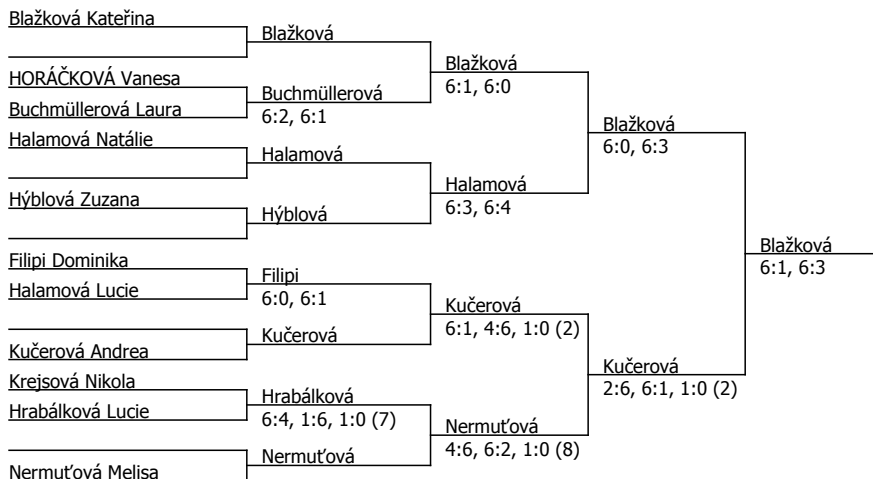 Blažková Kateřina
HORÁČKOVÁ Vanesa
Buchmüllerová Laura
Halamová Natálie
Hýblová Zuzana
Filipi Dominika
Halamová Lucie
Kučerová Andrea
Krejsová Nikola
Hrabálková Lucie
Nermuťová Melisa
Blažková
Buchmüllerová
6:2, 6:1
Halamová
Hýblová
Filipi
6:0, 6:1
Kučerová
Hrabálková
6:4, 1:6, 1:0 (7)
Nermuťová
Blažková
6:1, 6:0
Halamová
6:3, 6:4
Kučerová
6:1, 4:6, 1:0 (2)
Nermuťová
4:6, 6:2, 1:0 (8)
Blažková
6:0, 6:3
Kučerová
2:6, 6:1, 1:0 (2)
Blažková
6:1, 6:3